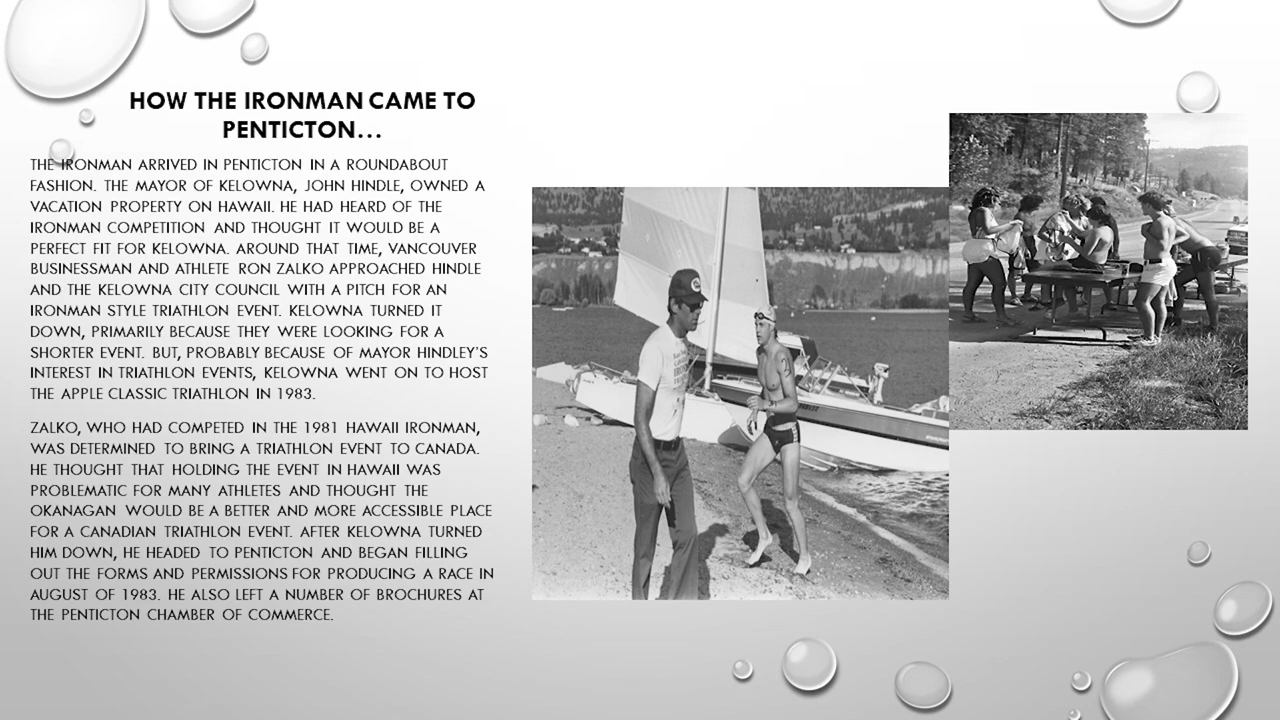 HOW THE IRONMAN CAME TO
PENTICTON...
THE IRONMAN ARRIVED IN PENTICTON IN A ROUNDABOUT
FASHION. THE MAYOR OF KELOWNA, JOHN HINDLE, OWNED A
VACATION PROPERTY ON HAWAII. HE HAD HEARD OF THE
IRONMAN COMPETITION AND THOUGHT IT WOULD BE A
PERFECT FIT FOR KELOWNA. AROUND THAT TIME, VANCOUVER
BUSINESSMAN AND ATHLETE RON ZALKO APPROACHED HINDLE
AND THE KELOWNA CITY COUNCIL WITH A PITCH FOR AN
IRONMAN STYLE TRIATHLON EVENT. KELOWNA TURNED IT
DOWN, PRIMARILY BECAUSE THEY WERE LOOKING FOR A
SHORTER EVENT. BUT, PROBABLY BECAUSE OF MAYOR HINDLEY'S
INTEREST IN TRIATHLON EVENTS, KELOWNA WENT ON TO HOST
THE APPLE CLASSIC TRIATHLON IN 1983.
ZALKO, WHO HAD COMPETED IN THE 1981 HAWAII IRONMAN,
WAS DETERMINED TO BRING A TRIATHLON EVENT TO CANADA.
HE THOUGHT THAT HOLDING THE EVENT IN HAWAII WAS
PROBLEMATIC FOR MANY ATHLETES AND THOUGHT THE
OKANAGAN WOULD BE A BETTER AND MORE ACCESSIBLE PLACE
FOR A CANADIAN TRIATHLON EVENT. AFTER KELOWNA TURNED
HIM DOWN, HE HEADED TO PENTICTON AND BEGAN FILLING
OUT THE FORMS AND PERMISSIONS FOR PRODUCING A RACE IN
AUGUST OF 1983. HE ALSO LEFT A NUMBER OF BROCHURES AT
THE PENTICTON CHAMBER OF COMMERCE.